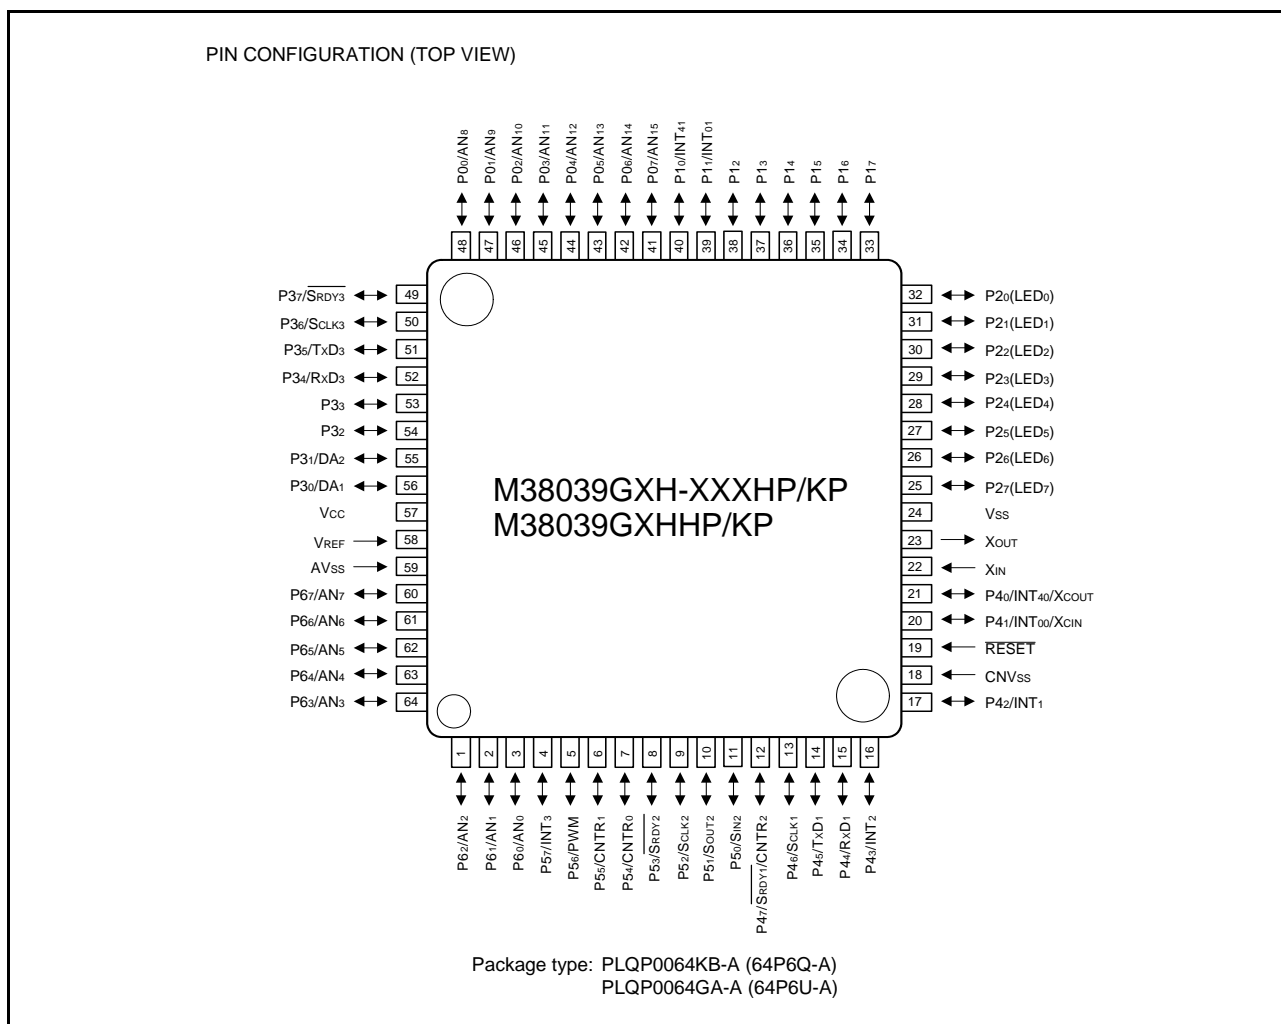 PIN CONFIGURATION (TOP VIEW)
P00/AN8
P01/AN9
P02/AN10
P03/AN11
P04/AN12
P05/AN13
P06/AN14
P07/AN15
P10/INT41
P11/INT01
P12
P13
P14
P15
P16
P17
48 47 46 45 44 43 42 41 40 39 38 37 36 35 34 33
P37/SRDY3 49
P36/SCLK3 50
P35/TxD3 51
P34/RxD3 52
P33 53
P32 54
P31/DA2 55
P30/DA1 56
VCC 57
VREF 58
AVSS 59
P67/AN7 60
P66/AN6 61
P65/AN5 62
P64/AN4 63
P63/AN3 64
M38039GXH-XXXHP/KP
M38039GXHHP/KP
32 P20(LED0)
31 P21(LED1)
30 P22(LED2)
29 P23(LED3)
28 P24(LED4)
27 P25(LED5)
26 P26(LED6)
25 P27(LED7)
24 VSS
23 XOUT
22 XIN
21 P40/INT40/XCOUT
20 P41/INT00/XCIN
19 RESET
18 CNVSS
17 P42/INT1
1 2 3 4 5 6 7 8 9 10 11 12 13 14 15 16
P62/AN2
P61/AN1
P60/AN0
P57/INT3
P56/PWM
P55/CNTR1
P54/CNTR0
P53/SRDY2
P52/SCLK2
P51/SOUT2
P50/SIN2
P47/SRDY1/CNTR2
P46/SCLK1
P45/TxD1
P44/RxD1
P43/INT2
Package type: PLQP0064KB-A (64P6Q-A)
PLQP0064GA-A (64P6U-A)